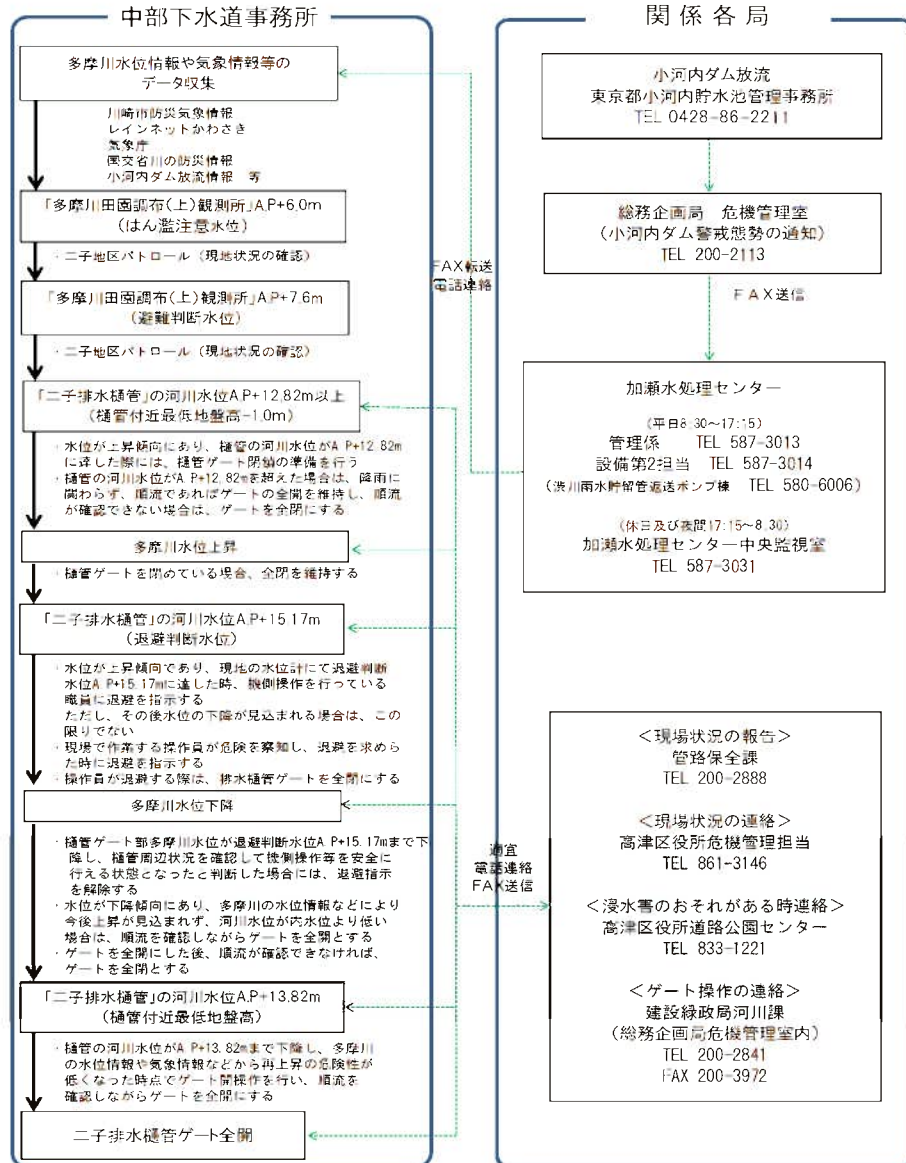 中部下水道事務所
多摩川水位情報や気象情報等の
データ収集
川崎市防災気象情報
レインネットかわさき
気象庁
国交省川の防災情報
小河内ダム放流情報 等
「多摩川田園調布(上)観測所」A.P+6.0m
(はん濫注意水位)
・二子地区パトロール (現地状況の確認)
「多摩川田園調布(上)観測所」A.P+7.6m
(避難判断水位)
・二子地区パトロール (現地状況の確認)
「二子排水樋管」の河川水位A.P+12.82m以上
(樋管付近最低地盤高-1.0m)
・水位が上昇傾向にあり、樋管の河川水位がA.P+12.82m
に達した際には、樋管ゲート閉鎖の準備を行う
・樋管の河川水位がA.P+12.82mを超えた場合は、降雨に
関わらず、順流であればゲートの全開を維持し、順流
が確認できない場合は、ゲートを全閉にする
多摩川水位上昇
・樋管ゲートを閉めている場合、全閉を維持する
「二子排水樋管」の河川水位A.P+15.17m
(退避判断水位)
・水位が上昇傾向であり、現地の水位計にて退避判断
水位A.P+15.17mに達した時、機側操作を行っている
職員に退避を指示する
ただし、その後水位の下降が見込まれる場合は、この
限りでない
・現場で作業する操作員が危険を察知し、退避を求めら
た時に退避を指示する
・操作員が退避する際は、排水樋管ゲートを全閉にする
多摩川水位下降
・樋管ゲート部多摩川水位が退避判断水位A.P+15.17mまで下
降し、樋管周辺状況を確認して機側操作等を安全に
行える状態となったと判断した場合には、退避指示
を解除する
・水位が下降傾向にあり、多摩川の水位情報などにより
今後上昇が見込まれず、河川水位が内水位より低い
場合は、順流を確認しながらゲートを全開とする
・ゲートを全開にした後、順流が確認できなければ、
ゲートを全閉とする
「二子排水樋管」の河川水位A.P+13.82m
(樋管付近最低地盤高)
・樋管の河川水位がA.P+13.82mまで下降し、多摩川
の水位情報や気象情報などから再上昇の危険性が
低くなった時点でゲート開操作を行い、順流を
確認しながらゲートを全開にする
二子排水樋管ゲート全開
FAX転送
電話連絡
適宜
電話連絡
FAX送信
関係各局
小河内ダム放流
東京都小河内貯水池管理事務所
TEL 0428-86-2211
総務企画局 危機管理室
(小河内ダム警戒態勢の通知)
TEL 200-2113
FAX送信
加瀬水処理センター
(平日8:30~17:15)
管理係 TEL 587-3013
設備第2担当 TEL 587-3014
(渋川雨水貯留管返送ポンプ棟 TEL 580-6006)
(休日及び夜間17:15~8:30)
加瀬水処理センター中央監視室
TEL 587-3031
<現場状況の報告>
管路保全課
TEL 200-2888
<現場状況の連絡>
高津区役所危機管理担当
TEL 861-3146
<浸水害のおそれがある時連絡>
高津区役所道路公園センター
TEL 833-1221
<ゲート操作の連絡>
建設緑政局河川課
(総務企画局危機管理室内)
TEL 200-2841
FAX 200-3972